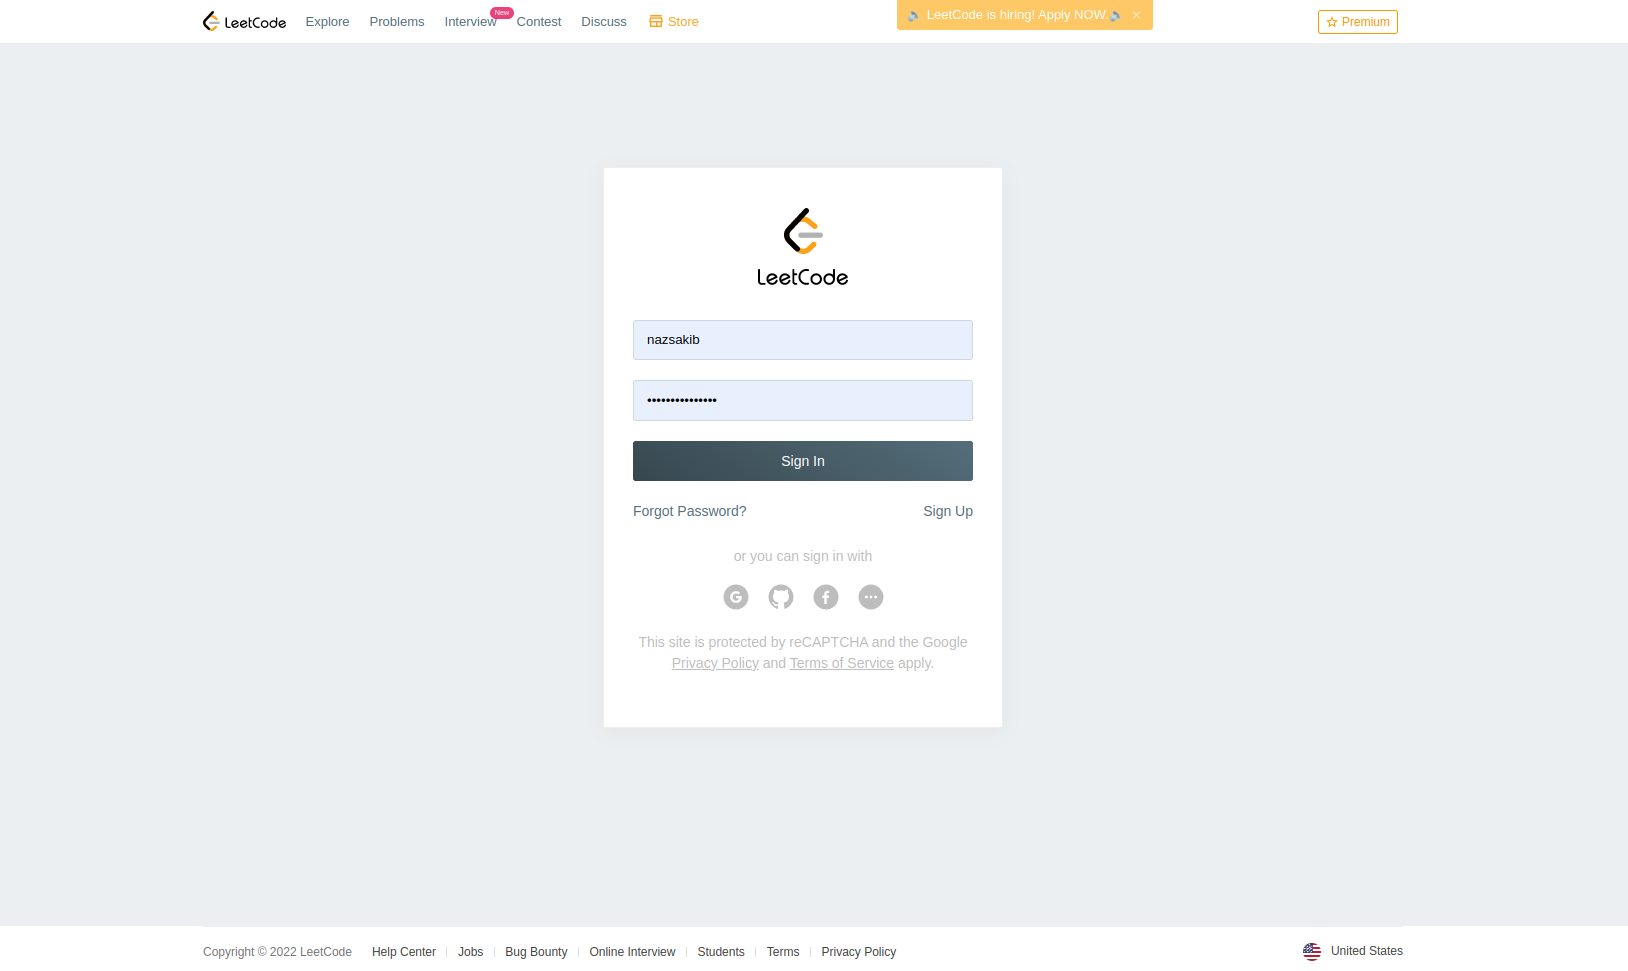 LeetCode Explore Problems Interview New Contest Discuss Store LeetCode is hiring! Apply NOW. Premium
LeetCode
nazsakib
•••••••••••••••
Sign In
Forgot Password? Sign Up
or you can sign in with
This site is protected by reCAPTCHA and the Google
Privacy Policy and Terms of Service apply.
Copyright © 2022 LeetCode Help Center Jobs Bug Bounty Online Interview Students Terms Privacy Policy United States